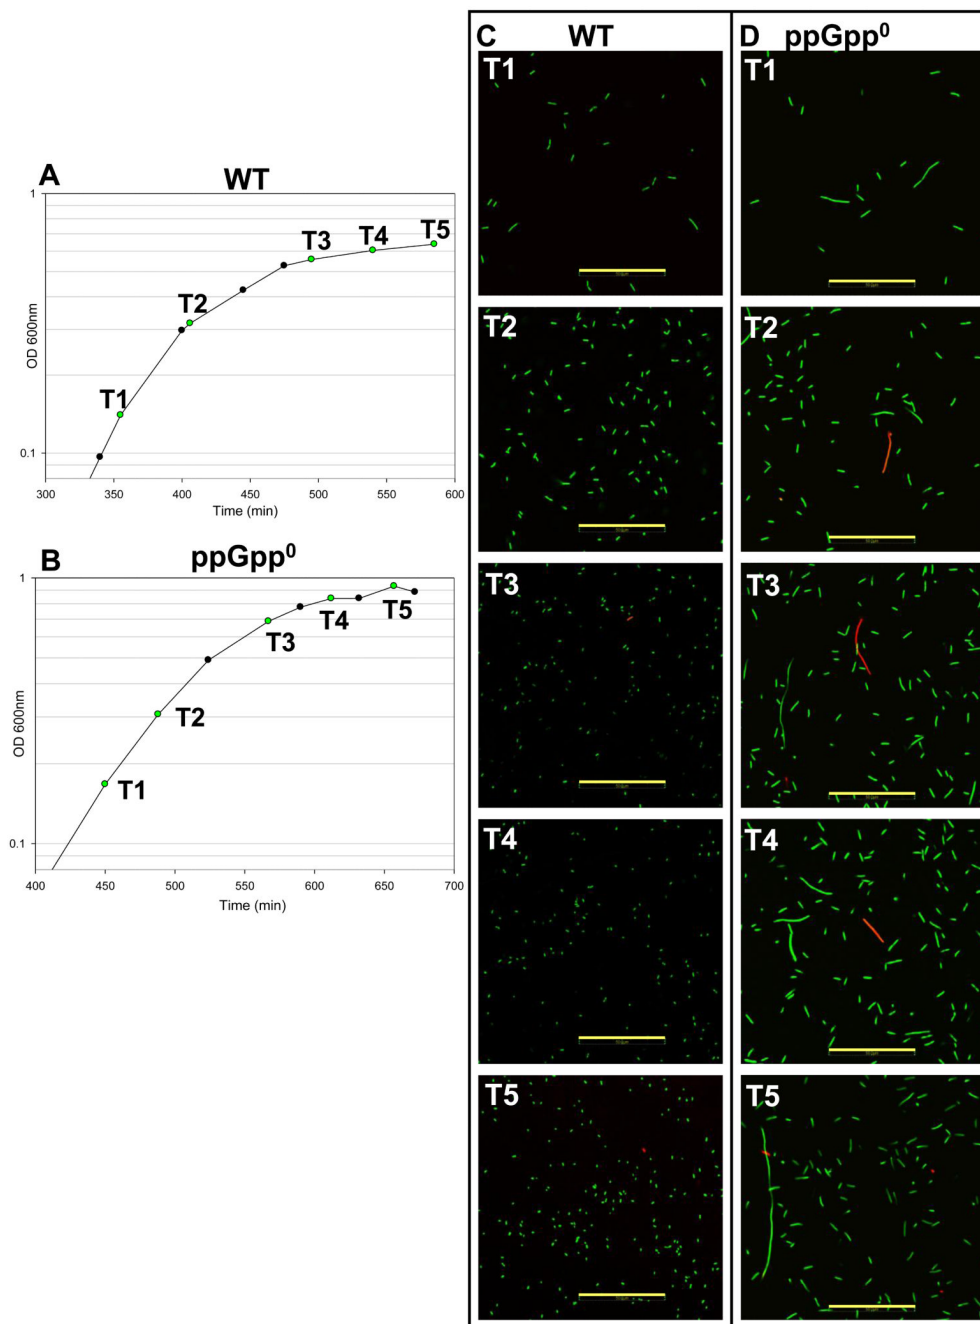 A
WT
1
0.1
OD 600nm
T1
T2
T3
T4
T5
300
350
400
450
500
550
600
Time (min)
B
ppGpp⁰
1
0.1
OD 600nm
T1
T2
T3
T4
T5
400
450
500
550
600
650
700
Time (min)
C WT
T1
T2
T3
T4
T5
D ppGpp⁰
T1
T2
T3
T4
T5